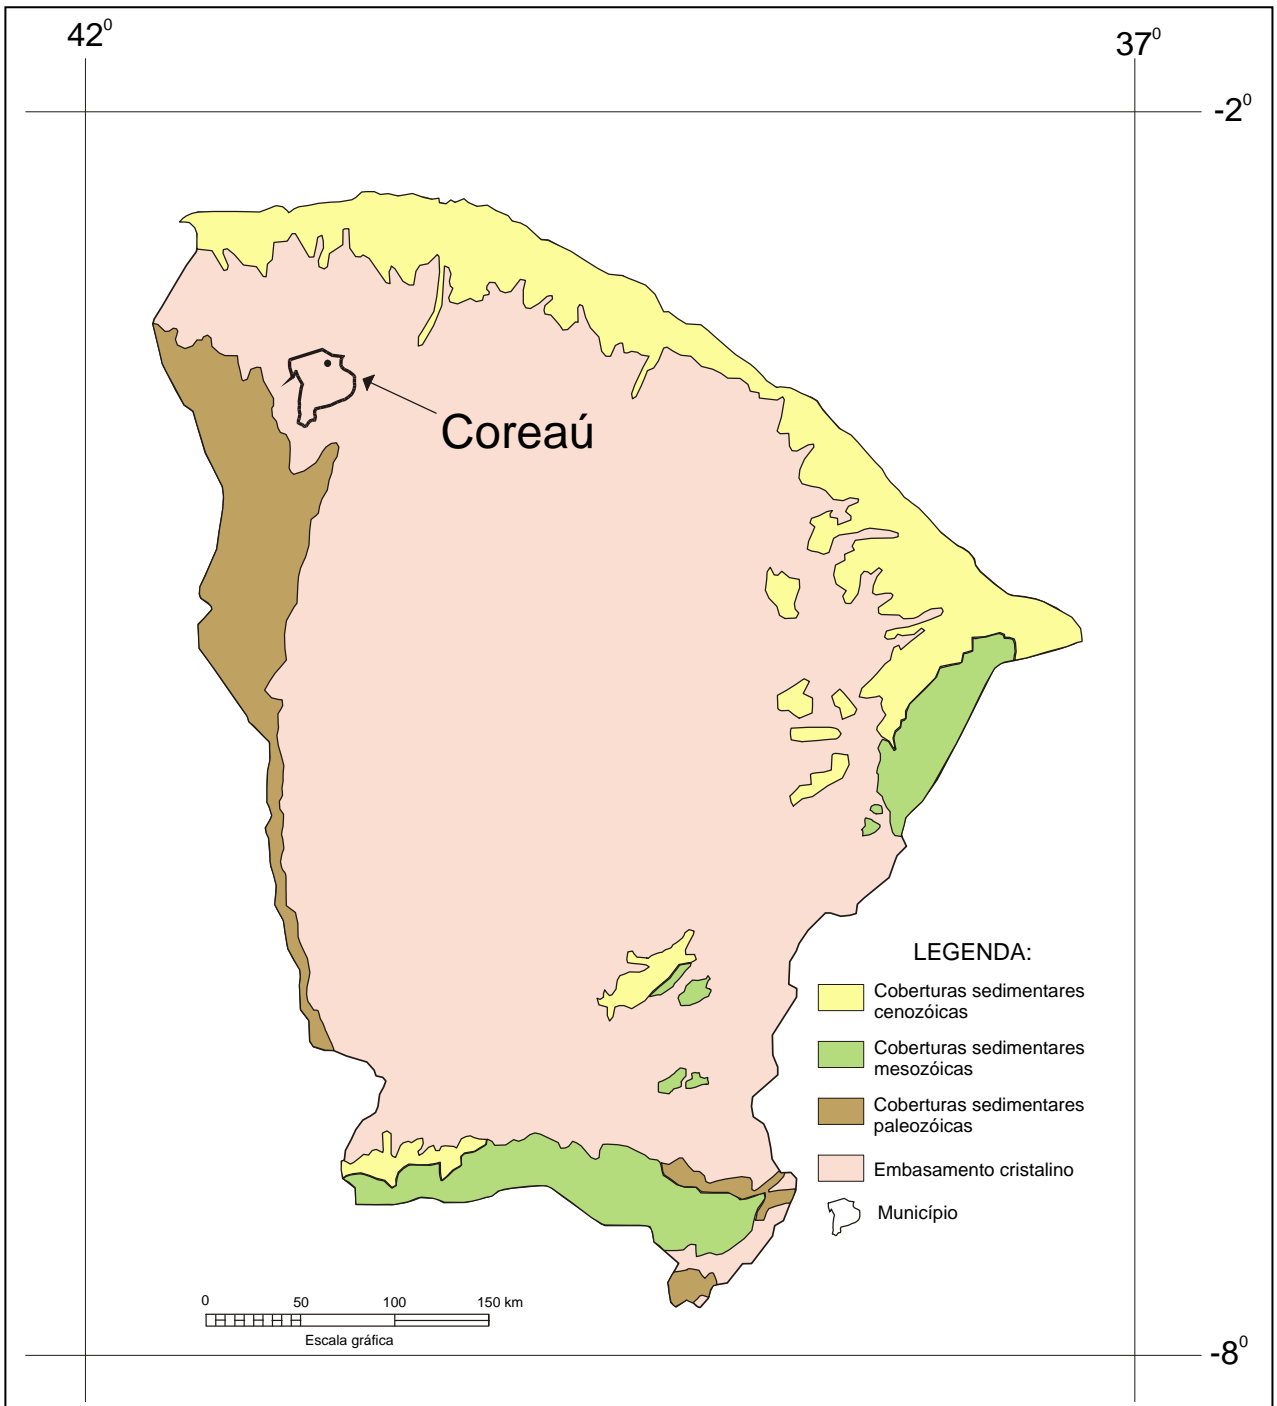 42⁰
37⁰
-2⁰
Coreaú
LEGENDA:
Coberturas sedimentares
cenozóicas
Coberturas sedimentares
mesozóicas
Coberturas sedimentares
paleozóicas
Embasamento cristalino
Município
0 50 100 150 km
Escala gráfica
-8⁰